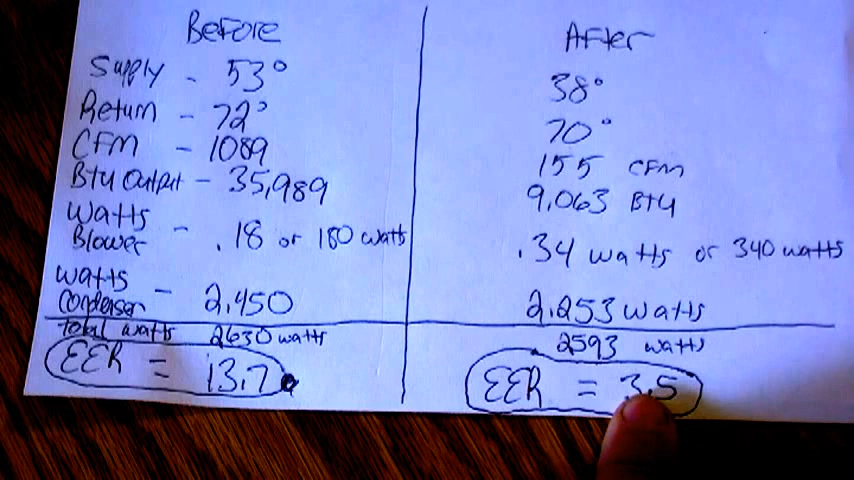 Before
Supply - 53°
Return - 72°
CFM - 1089
Btu Output - 35,989
Watts
Blower - .18 or 180 watts
Watts
Condenser - 2,450
total watts 2630 watts
EER = 13.7
After
38°
70°
155 CFM
9,063 Btu
.34 watts or 340 watts
2.253 watts
2593 watts
EER = 3.5